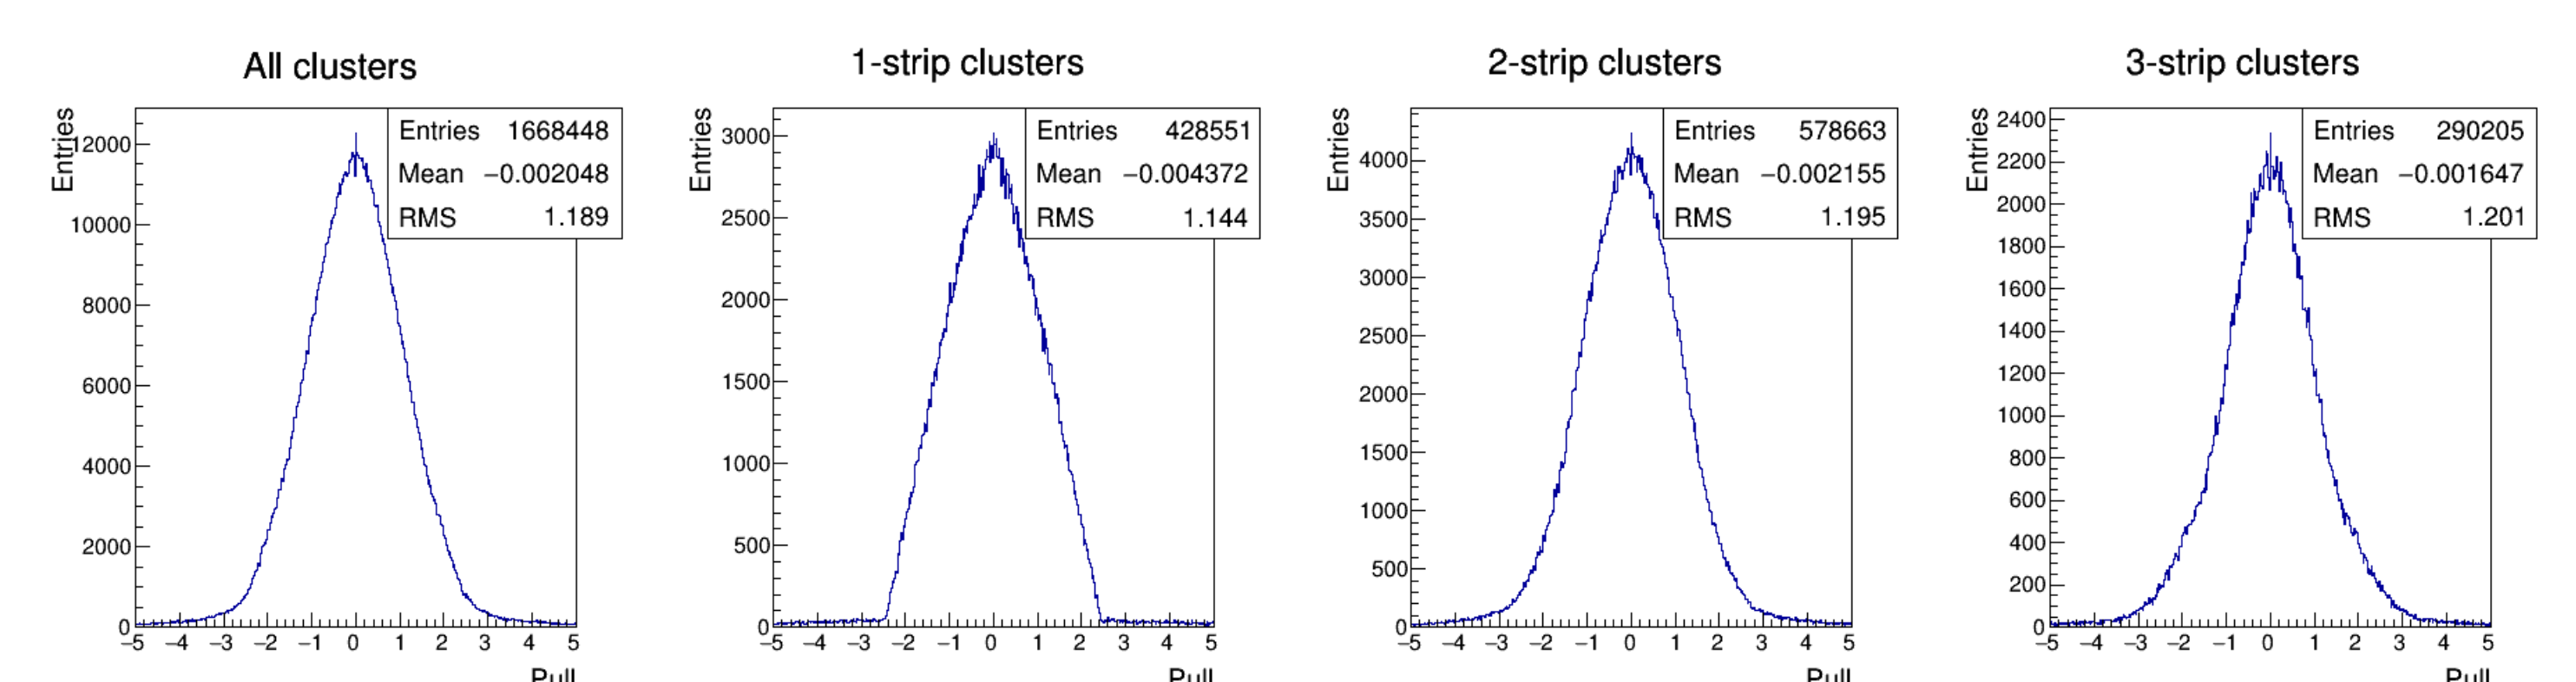 All clusters
Entries
Entries 1668448
Mean −0.002048
RMS 1.189
12000
10000
8000
6000
4000
2000
0
−5 −4 −3 −2 −1 0 1 2 3 4 5
Pull
1-strip clusters
Entries
Entries 428551
Mean −0.004372
RMS 1.144
3000
2500
2000
1500
1000
500
0
−5 −4 −3 −2 −1 0 1 2 3 4 5
Pull
2-strip clusters
Entries
Entries 578663
Mean −0.002155
RMS 1.195
4000
3500
3000
2500
2000
1500
1000
500
0
−5 −4 −3 −2 −1 0 1 2 3 4 5
Pull
3-strip clusters
Entries
Entries 290205
Mean −0.001647
RMS 1.201
2400
2200
2000
1800
1600
1400
1200
1000
800
600
400
200
0
−5 −4 −3 −2 −1 0 1 2 3 4 5
Pull